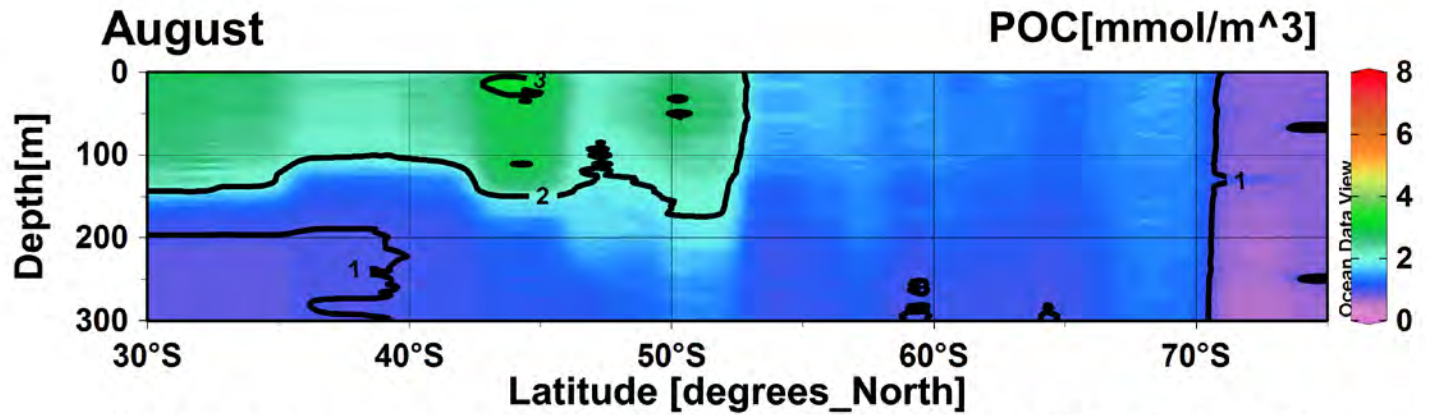 August
POC[mmol/m^3]
Depth[m]
0
100
200
300
3
2
1
1
8
6
4
2
0
Ocean Data View
30°S
40°S
50°S
60°S
70°S
Latitude [degrees_North]